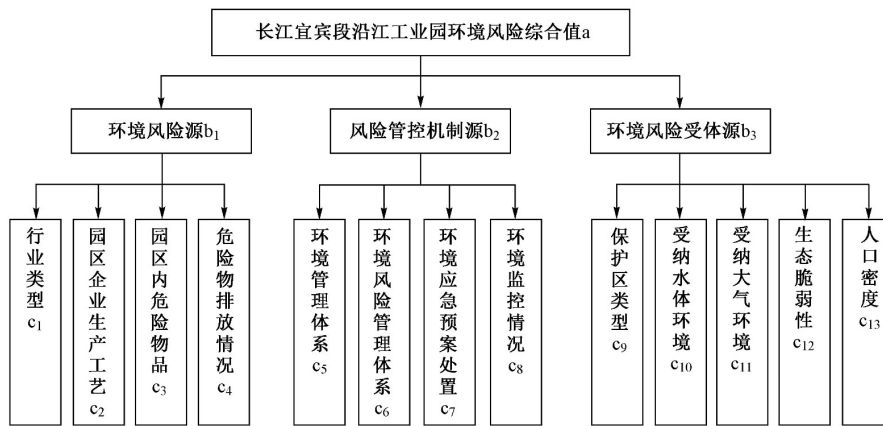 长江宜宾段沿江工业园环境风险综合值a
环境风险源b₁
风险管控机制源b₂
环境风险受体源b₃
行业类型c₁
园区企业生产工艺c₂
园区内危险物品c₃
危险物排放情况c₄
环境管理体系c₅
环境风险管理体系c₆
环境应急预案处置c₇
环境监控情况c₈
保护区类型c₉
受纳水体环境c₁₀
受纳大气环境c₁₁
生态脆弱性c₁₂
人口密度c₁₃